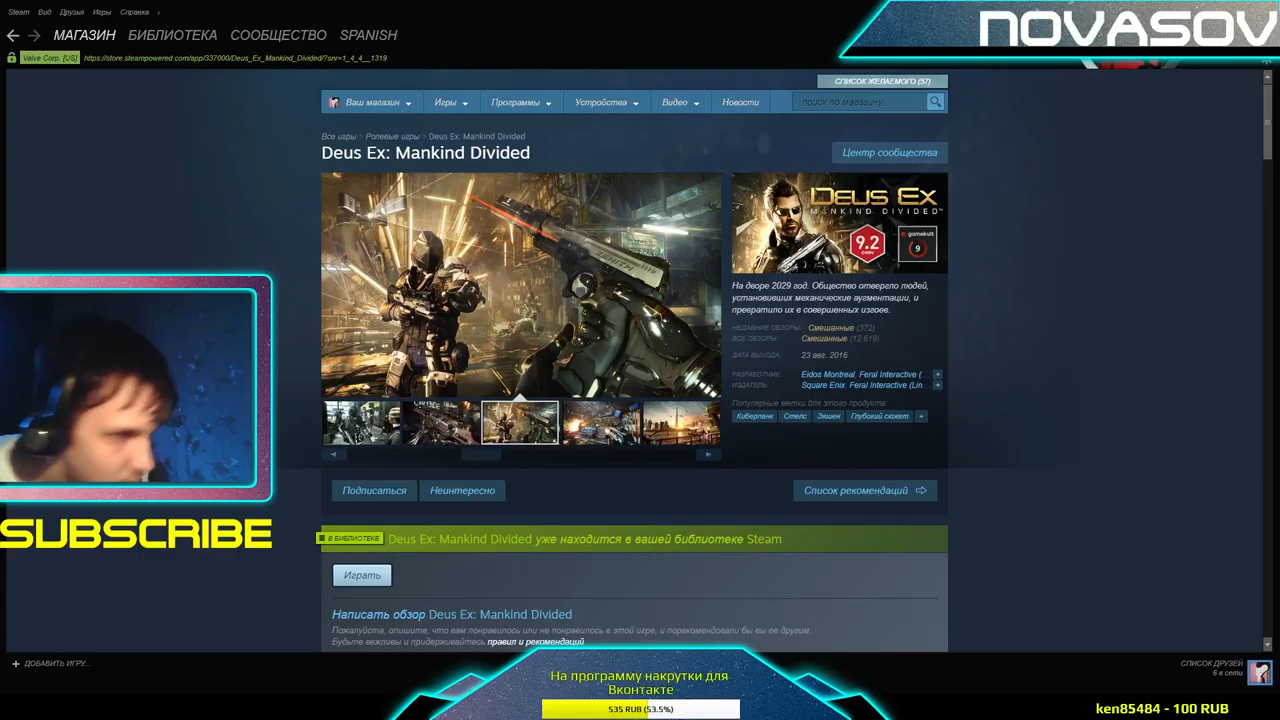 Steam Вид Друзья Игры Справка
NOVASOV
МАГАЗИН БИБЛИОТЕКА СООБЩЕСТВО SPANISH
Valve Corp. [US] https://store.steampowered.com/app/337000/Deus_Ex_Mankind_Divided/?snr=1_4_4__1319
СПИСОК ЖЕЛАЕМОГО (57)
Ваш магазин Игры Программы Устройства Видео Новости поиск по магазину
Все игры > Ролевые игры > Deus Ex: Mankind Divided
Deus Ex: Mankind Divided
Центр сообщества
ZENITH
DEUS EX
MANKIND DIVIDED
9.2
gamekult
9
На дворе 2029 год. Общество отвергло людей,
установивших механические аугментации, и
превратило их в совершенных изгоев.
НЕДАВНИЕ ОБЗОРЫ: Смешанные (372)
ВСЕ ОБЗОРЫ: Смешанные (12,619)
ДАТА ВЫХОДА: 23 авг. 2016
РАЗРАБОТЧИК: Eidos Montreal, Feral Interactive (... +
ИЗДАТЕЛЬ: Square Enix, Feral Interactive (Lin... +
Популярные метки для этого продукта:
Киберпанк Стелс Экшен Глубокий сюжет +
Подписаться Неинтересно Список рекомендаций
SUBSCRIBE
В БИБЛИОТЕКЕ Deus Ex: Mankind Divided уже находится в вашей библиотеке Steam
Играть
Написать обзор Deus Ex: Mankind Divided
Пожалуйста, опишите, что вам понравилось или не понравилось в этой игре, и порекомендовали бы вы ее другим.
Будьте вежливы и придерживайтесь правил и рекомендаций
+ ДОБАВИТЬ ИГРУ...
СПИСОК ДРУЗЕЙ
6 в сети
На программу накрутки для
Вконтакте
535 RUB (53.5%)
ken85484 - 100 RUB